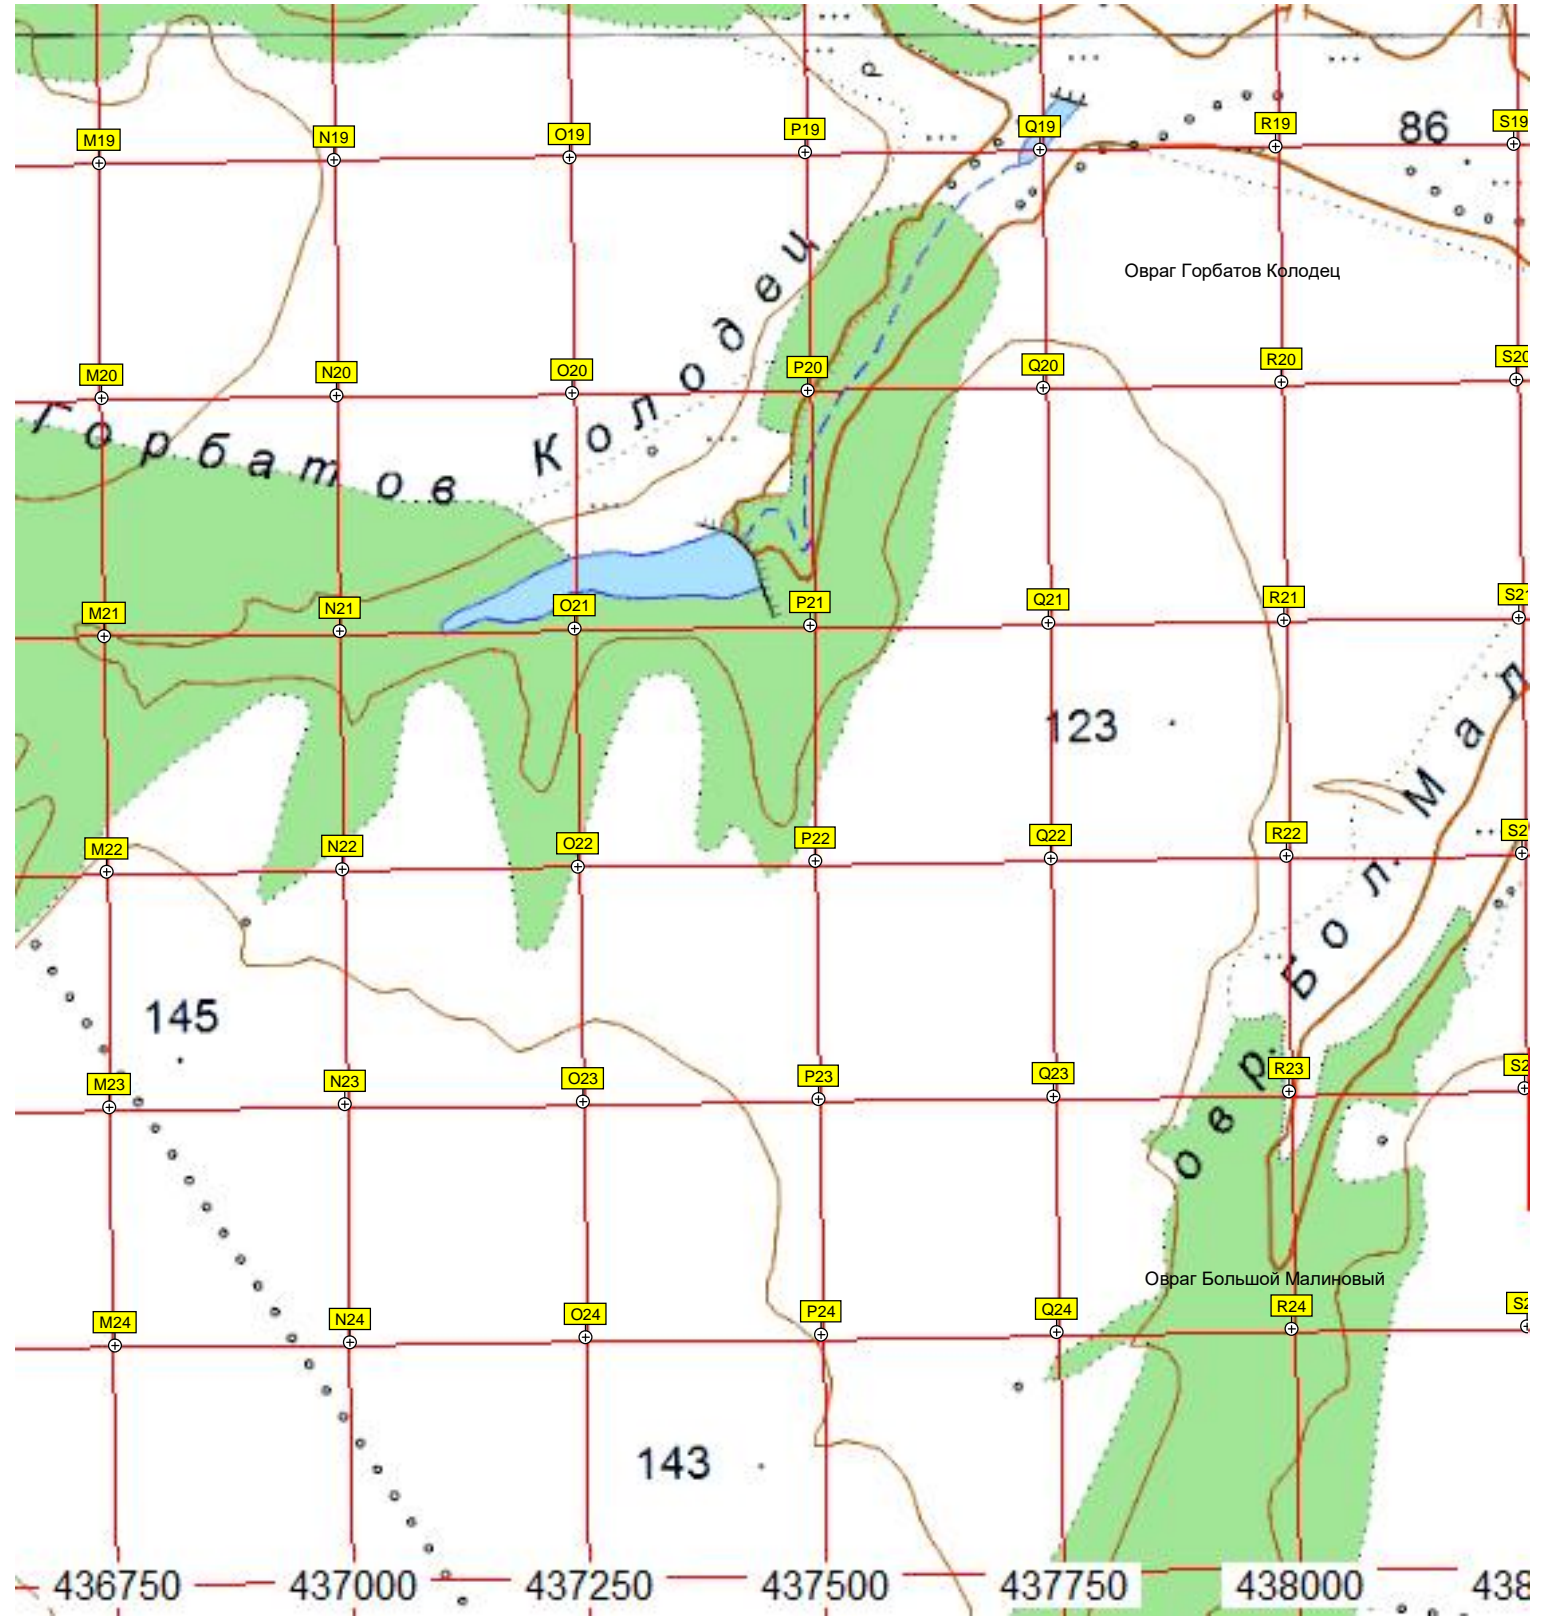 M19 N19 O19 P19 Q19 R19 86 S19
Овраг Горбатов Колодец
M20 N20 O20 P20 Q20 R20 S20
Горбатов Колодец
M21 N21 O21 P21 Q21 R21
123
M22 N22 O22 P22 Q22 R22
145
овр. Бол. Мал
M23 N23 O23 P23 Q23 R23
Овраг Большой Малиновый
M24 N24 O24 P24 Q24 R24
143
436750 437000 437250 437500 437750 438000 438